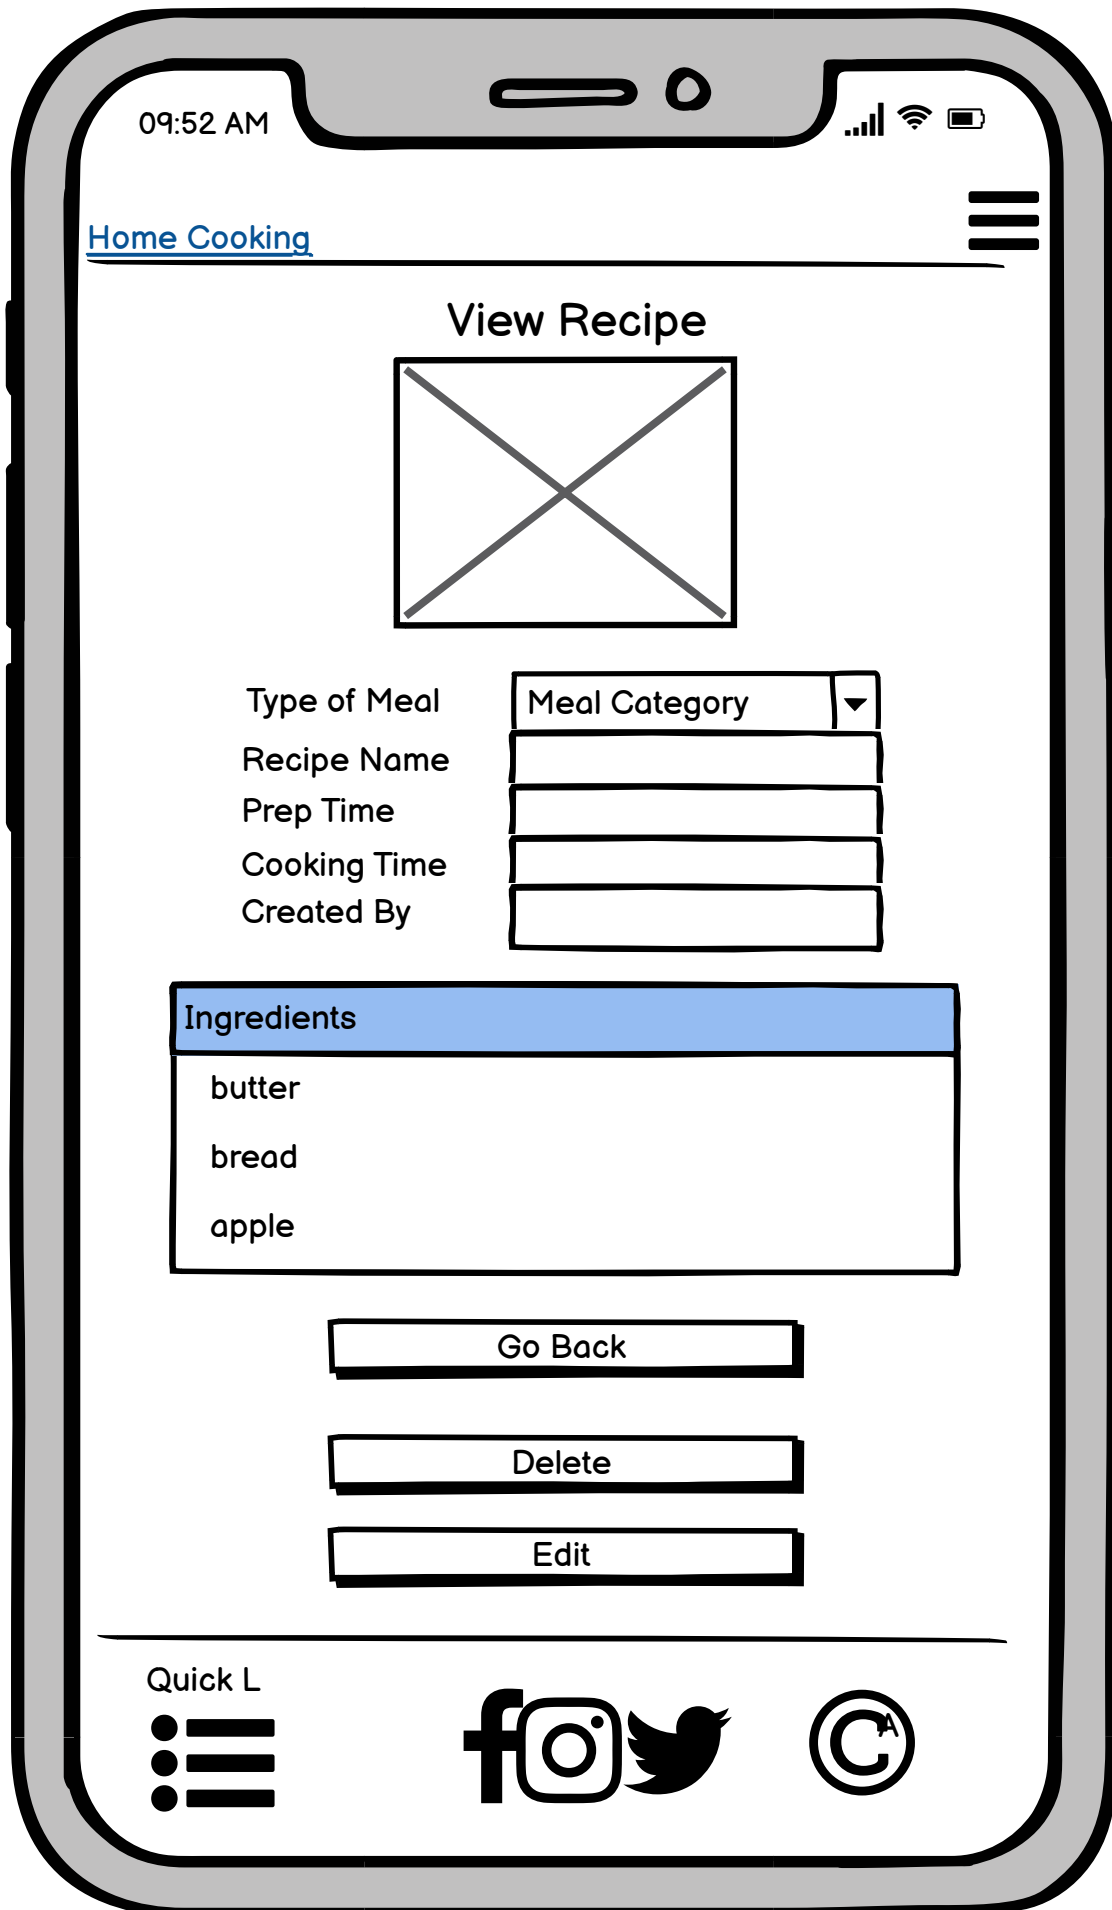 09:52 AM
Home Cooking
View Recipe
Type of Meal
Meal Category
Recipe Name
Prep Time
Cooking Time
Created By
Ingredients
butter
bread
apple
Go Back
Delete
Edit
Quick L
A